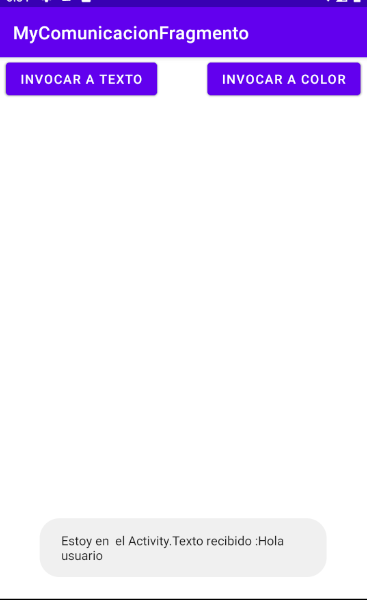 MyComunicacionFragmento
INVOCAR A TEXTO
INVOCAR A COLOR
Estoy en  el Activity.Texto recibido :Hola
usuario